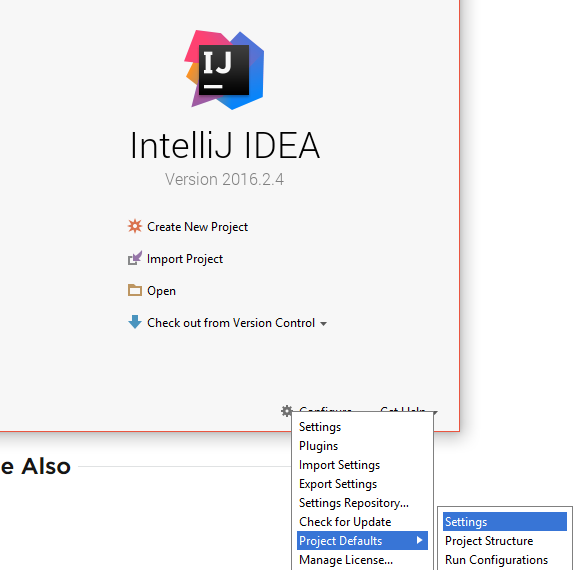 IJ
IntelliJ IDEA
Version 2016.2.4
Create New Project
Import Project
Open
Check out from Version Control
Configure Get Help
Settings
e Also
Plugins
Import Settings
Export Settings
Settings Repository...
Check for Update
Project Defaults
Manage License...
Settings
Project Structure
Run Configurations